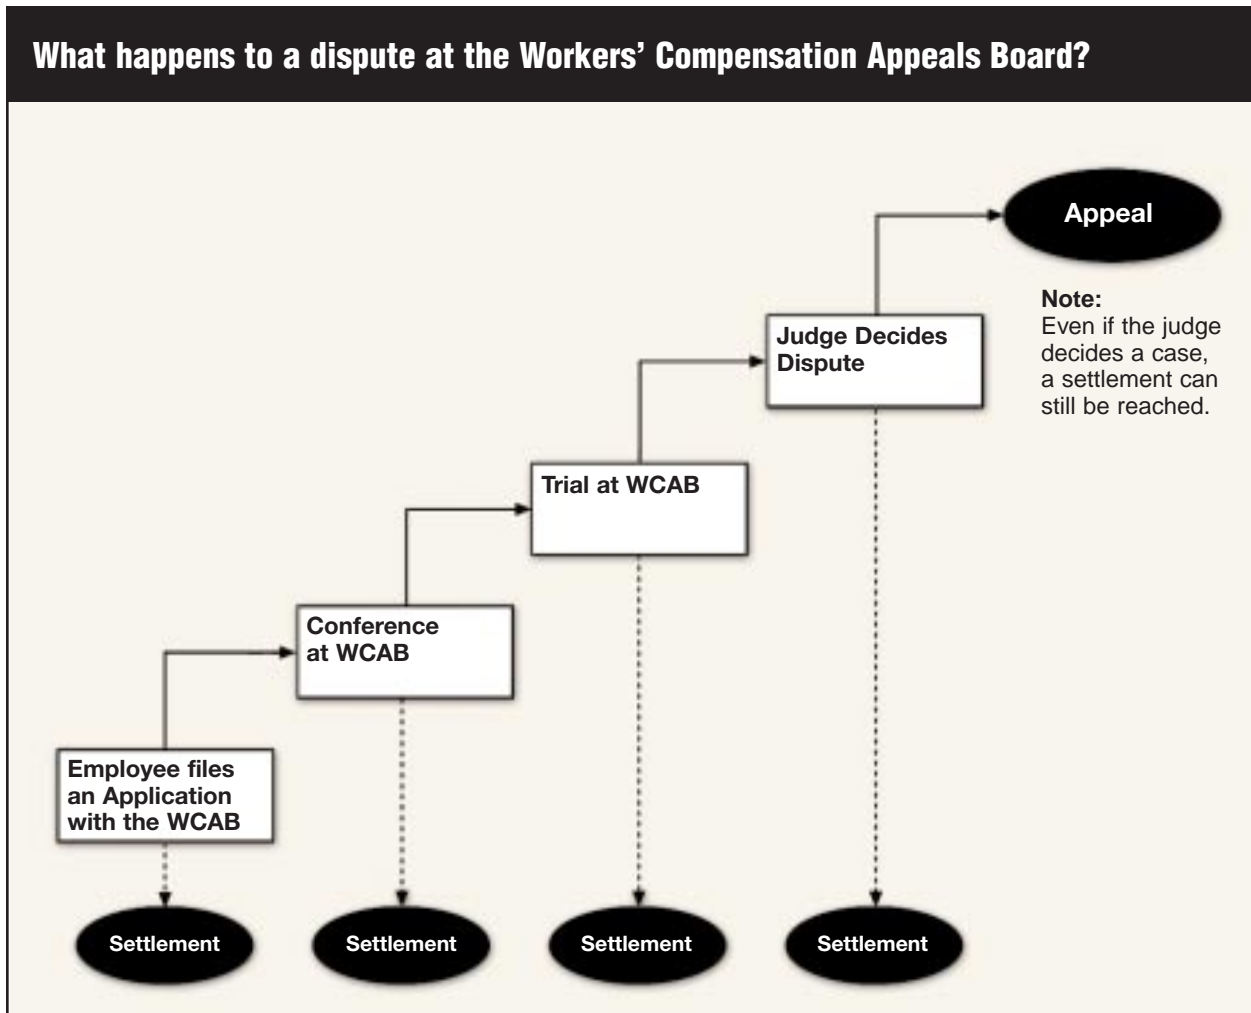 What happens to a dispute at the Workers’ Compensation Appeals Board?
Appeal
Note:
Even if the judge
decides a case,
a settlement can
still be reached.
Judge Decides
Dispute
Trial at WCAB
Conference
at WCAB
Employee files
an Application
with the WCAB
Settlement
Settlement
Settlement
Settlement